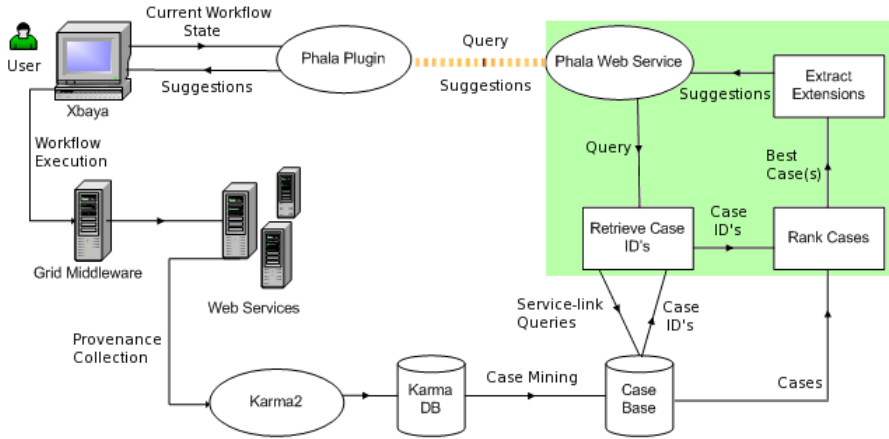 Current Workflow
State
User
Phala Plugin
Query
Phala Web Service
Extract
Extensions
Suggestions
Suggestions
Suggestions
Xbaya
Workflow
Execution
Query
Best
Case(s)
Retrieve Case
ID's
Case
ID's
Rank Cases
Grid Middleware
Web Services
Service-link
Queries
Case
ID's
Provenance
Collection
Karma2
Karma
DB
Case Mining
Case
Base
Cases